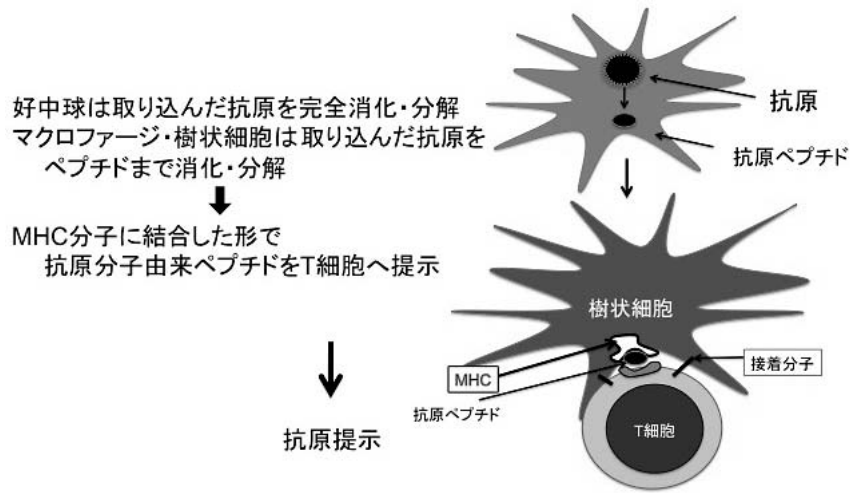 好中球は取り込んだ抗原を完全消化・分解
マクロファージ・樹状細胞は取り込んだ抗原を
ペプチドまで消化・分解
MHC分子に結合した形で
抗原分子由来ペプチドをT細胞へ提示
抗原提示
抗原
抗原ペプチド
樹状細胞
MHC
接着分子
抗原ペプチド
T細胞